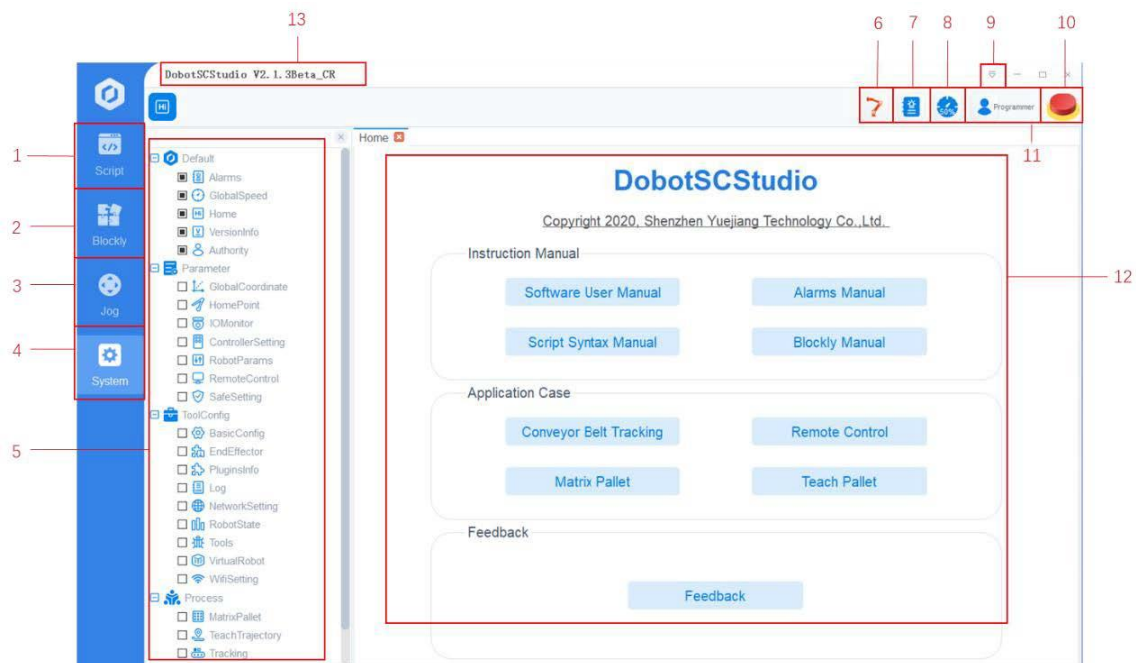 13
6
7
8
9
10
DobotSCStudio V2.1.3Beta_CR
Hi
50%
Programmer
11
1
Script
2
Blockly
3
Jog
4
System
5
Default
Alarms
GlobalSpeed
Home
VersionInfo
Authority
Parameter
GlobalCoordinate
HomePoint
IOMonitor
ControllerSetting
RobotParams
RemoteControl
SafeSetting
ToolConfig
BasicConfig
EndEffector
PluginsInfo
Log
NetworkSetting
RobotState
Tools
VirtualRobot
WifiSetting
Process
MatrixPallet
TeachTrajectory
Tracking
Home
DobotSCStudio
Copyright 2020, Shenzhen Yuejiang Technology Co.,Ltd.
Instruction Manual
Software User Manual
Alarms Manual
12
Script Syntax Manual
Blockly Manual
Application Case
Conveyor Belt Tracking
Remote Control
Matrix Pallet
Teach Pallet
Feedback
Feedback